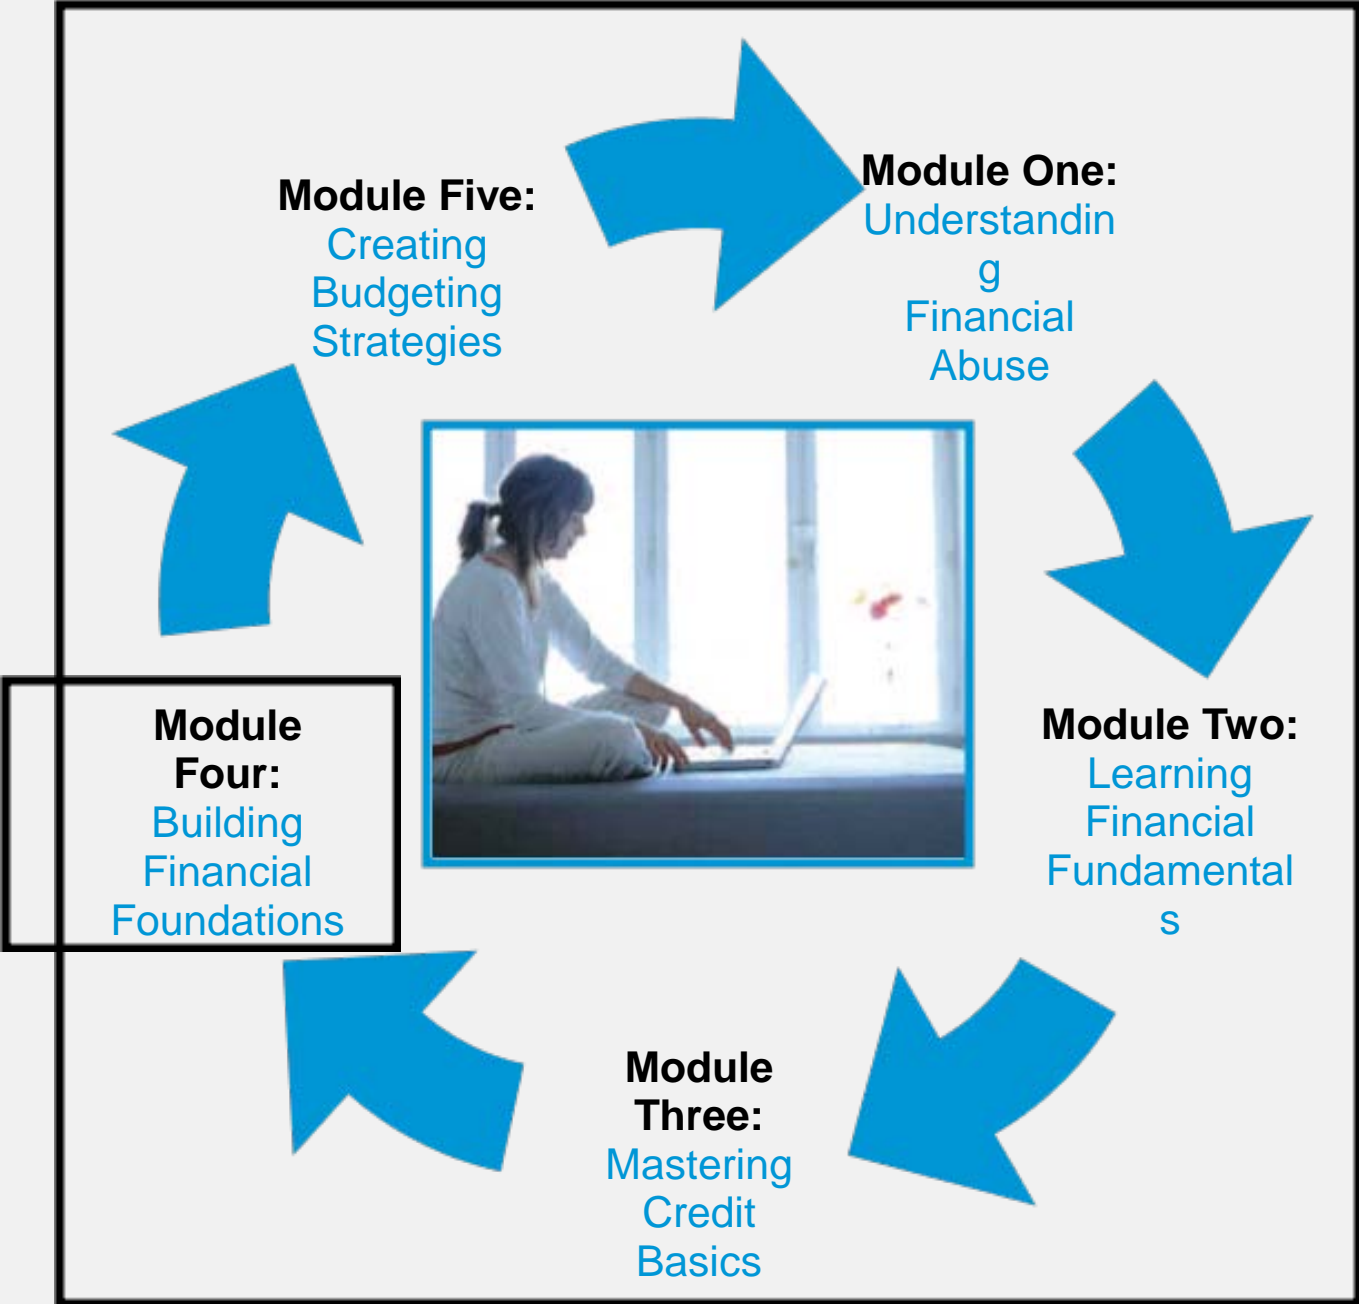 Module One:
Understandin
g
Financial
Abuse
Module Two:
Learning
Financial
Fundamental
s
Module
Three:
Mastering
Credit
Basics
Module
Four:
Building
Financial
Foundations
Module Five:
Creating
Budgeting
Strategies